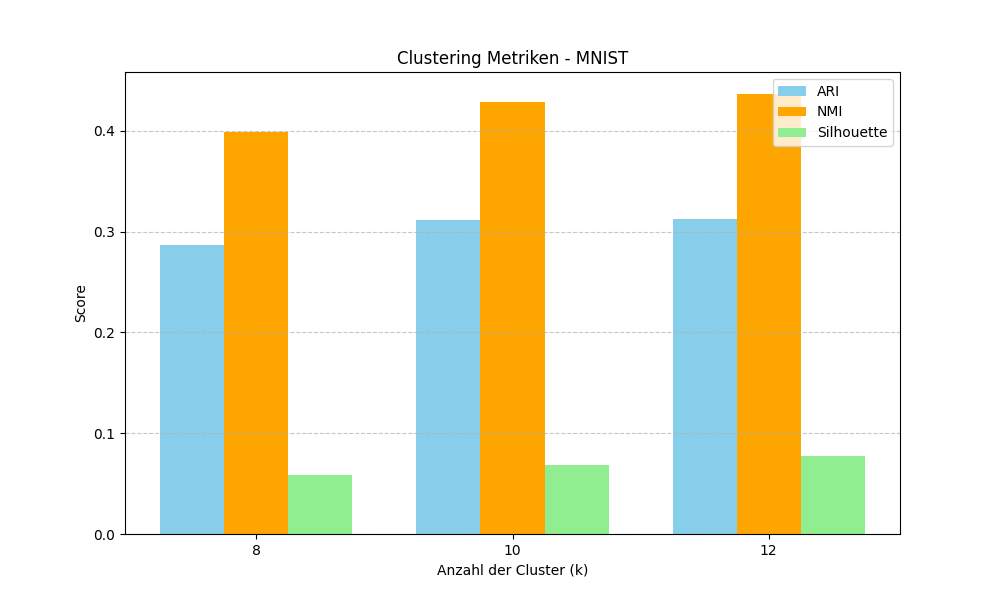 Clustering Metriken - MNIST
ARI
NMI
Silhouette
Score
0.4
0.3
0.2
0.1
0.0
8
10
12
Anzahl der Cluster (k)